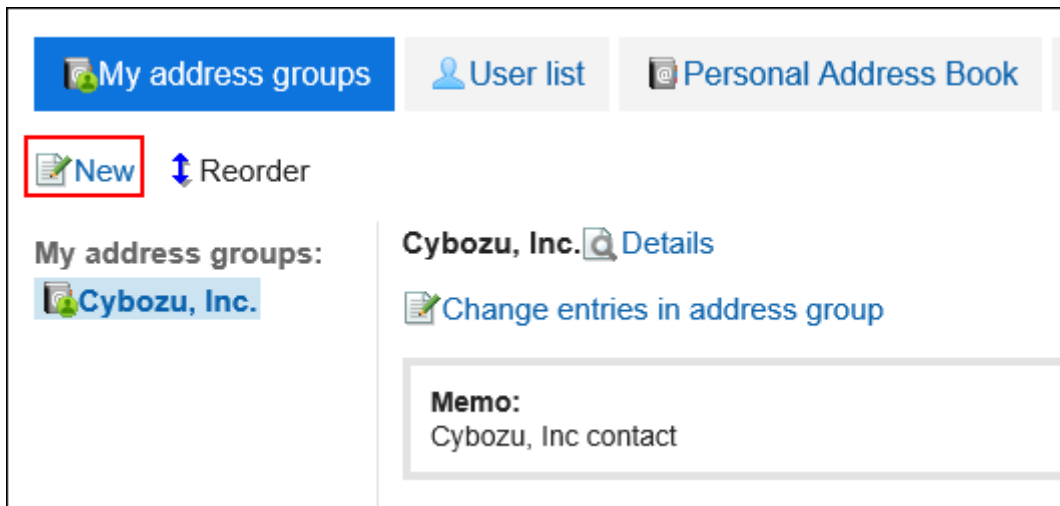 My address groups User list Personal Address Book
New Reorder
My address groups:
Cybozu, Inc.
Cybozu, Inc. Details
Change entries in address group
Memo:
Cybozu, Inc contact